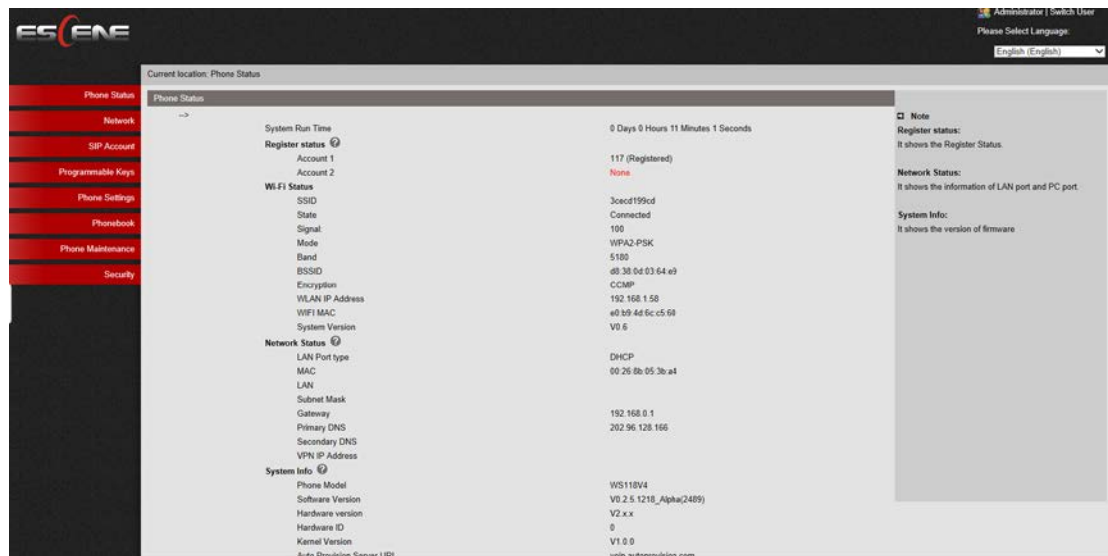 ESCENE
Administrator | Switch User
Please Select Language:
English (English)
Current location: Phone Status
Phone Status
Network
SIP Account
Programmable Keys
Phone Settings
Phonebook
Phone Maintenance
Security
Phone Status
-->
System Run Time 0 Days 0 Hours 11 Minutes 1 Seconds
Register status
Account 1 117 (Registered)
Account 2 None
Wi-Fi Status
SSID 3cecd199cd
State Connected
Signal: 100
Mode WPA2-PSK
Band 5180
BSSID d8:38:0d:03:64:e9
Encryption CCMP
WLAN IP Address 192.168.1.58
WIFI MAC e0:b9:4d:6c:c5:60
System Version V0.6
Network Status
LAN Port type DHCP
MAC 00:26:8b:05:3b:a4
LAN
Subnet Mask
Gateway 192.168.0.1
Primary DNS 202.96.128.166
Secondary DNS
VPN IP Address
System Info
Phone Model WS118V4
Software Version V0.2.5.1218_Alpha(2489)
Hardware version V2.x.x
Hardware ID 0
Kernel Version V1.0.0
Auto Provision Server URL
Note
Register status:
It shows the Register Status.
Network Status:
It shows the information of LAN port and PC port.
System Info:
It shows the version of firmware